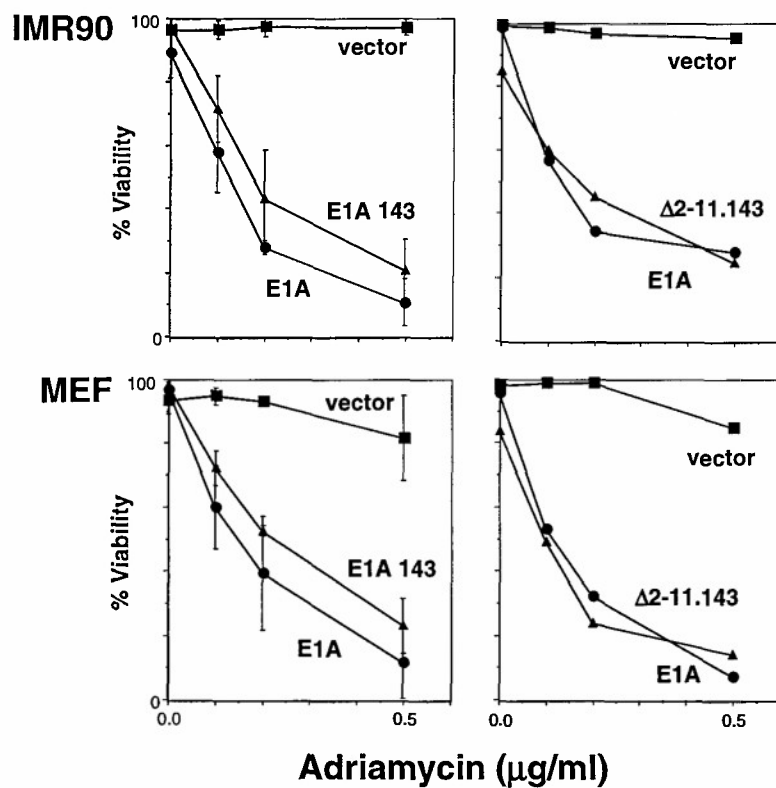 IMR90
100
vector
vector
% Viability
E1A 143
Δ2-11.143
E1A
E1A
0
MEF
100
vector
vector
% Viability
E1A 143
Δ2-11.143
E1A
E1A
0
0.0
0.5
0.0
0.5
Adriamycin (μg/ml)